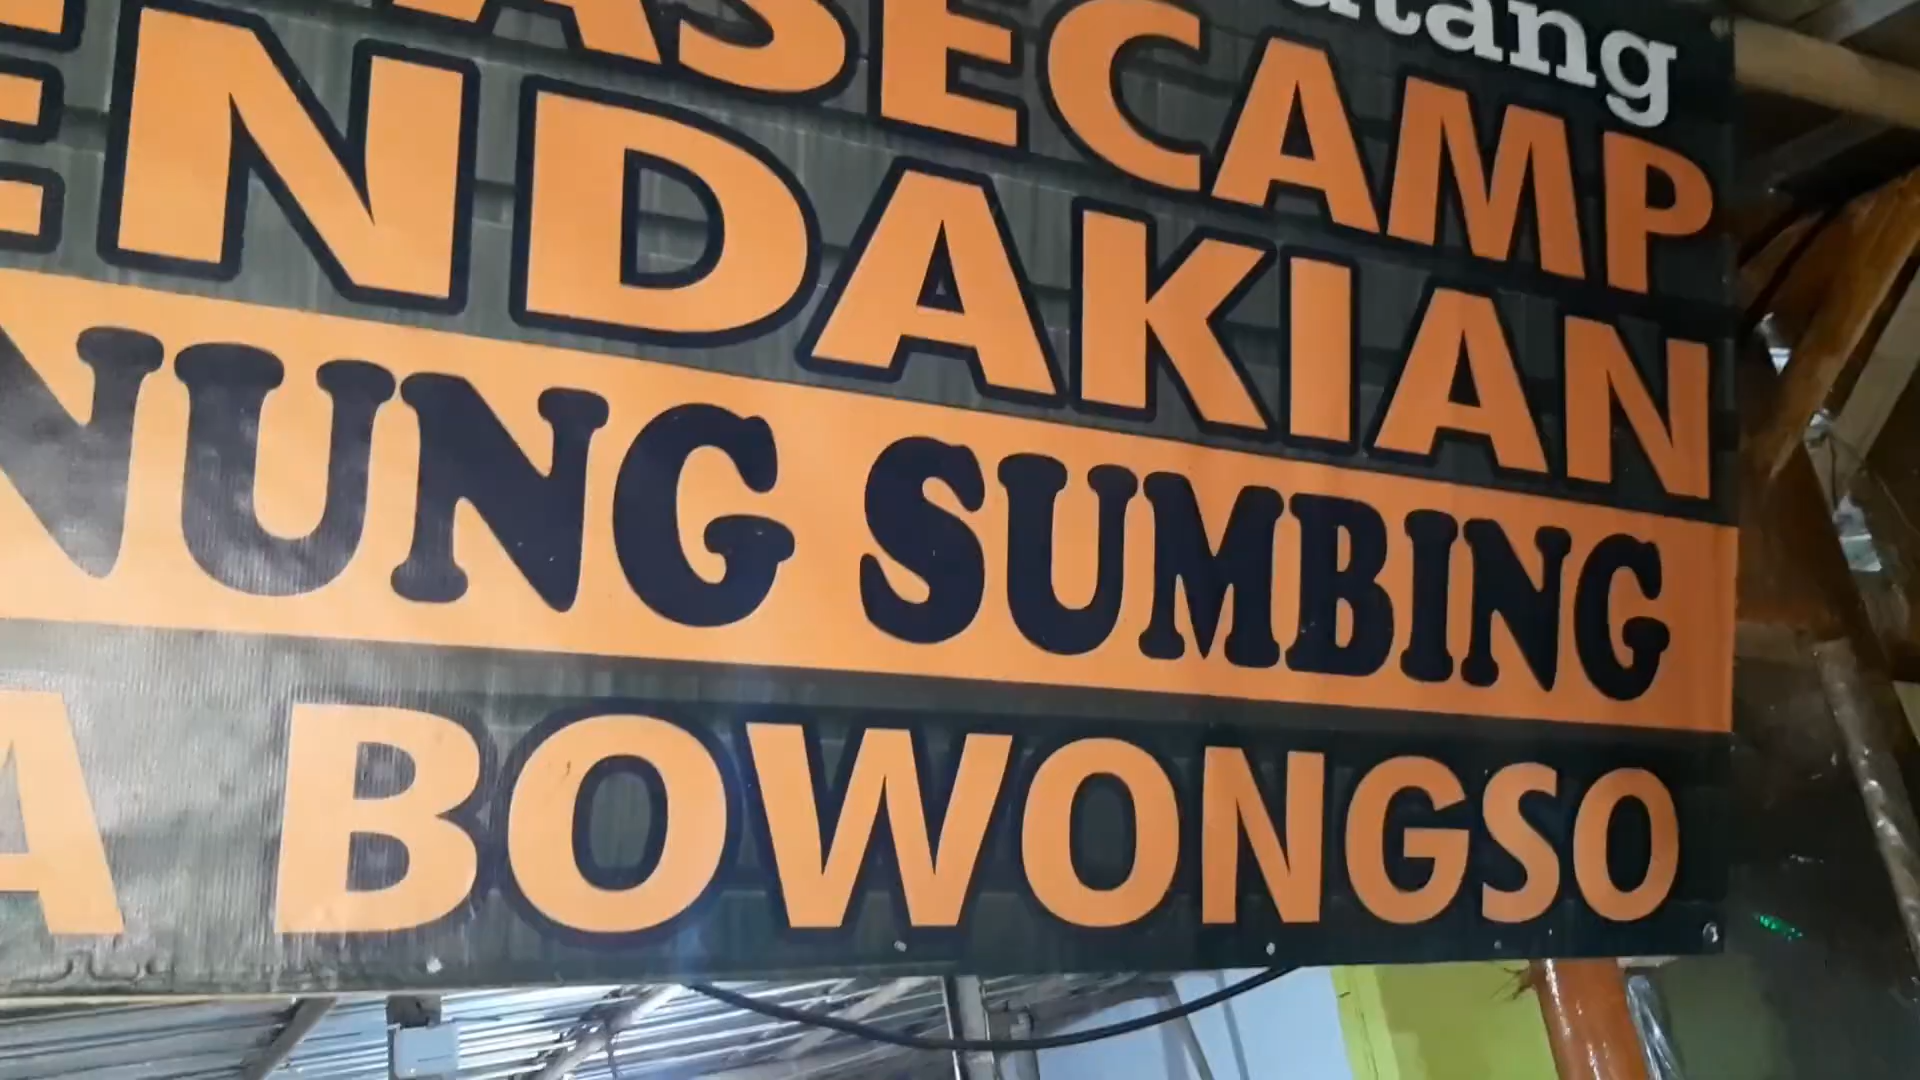 atang
ASECAMP
ENDAKIAN
NUNG SUMBING
A BOWONGSO